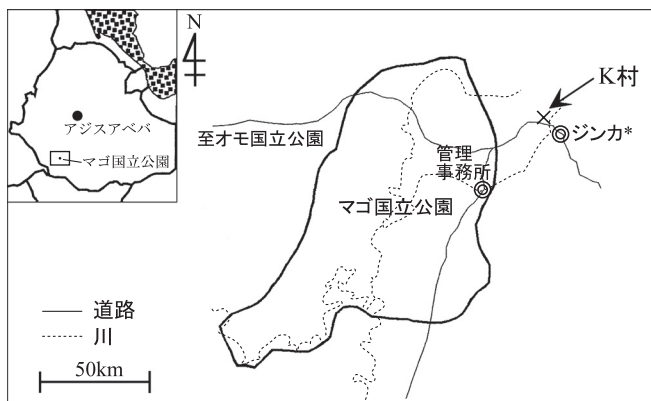 N
アジスアベバ
マゴ国立公園
K村
ジンカ*
至オモ国立公園
管理
事務所
マゴ国立公園
道路
川
50km